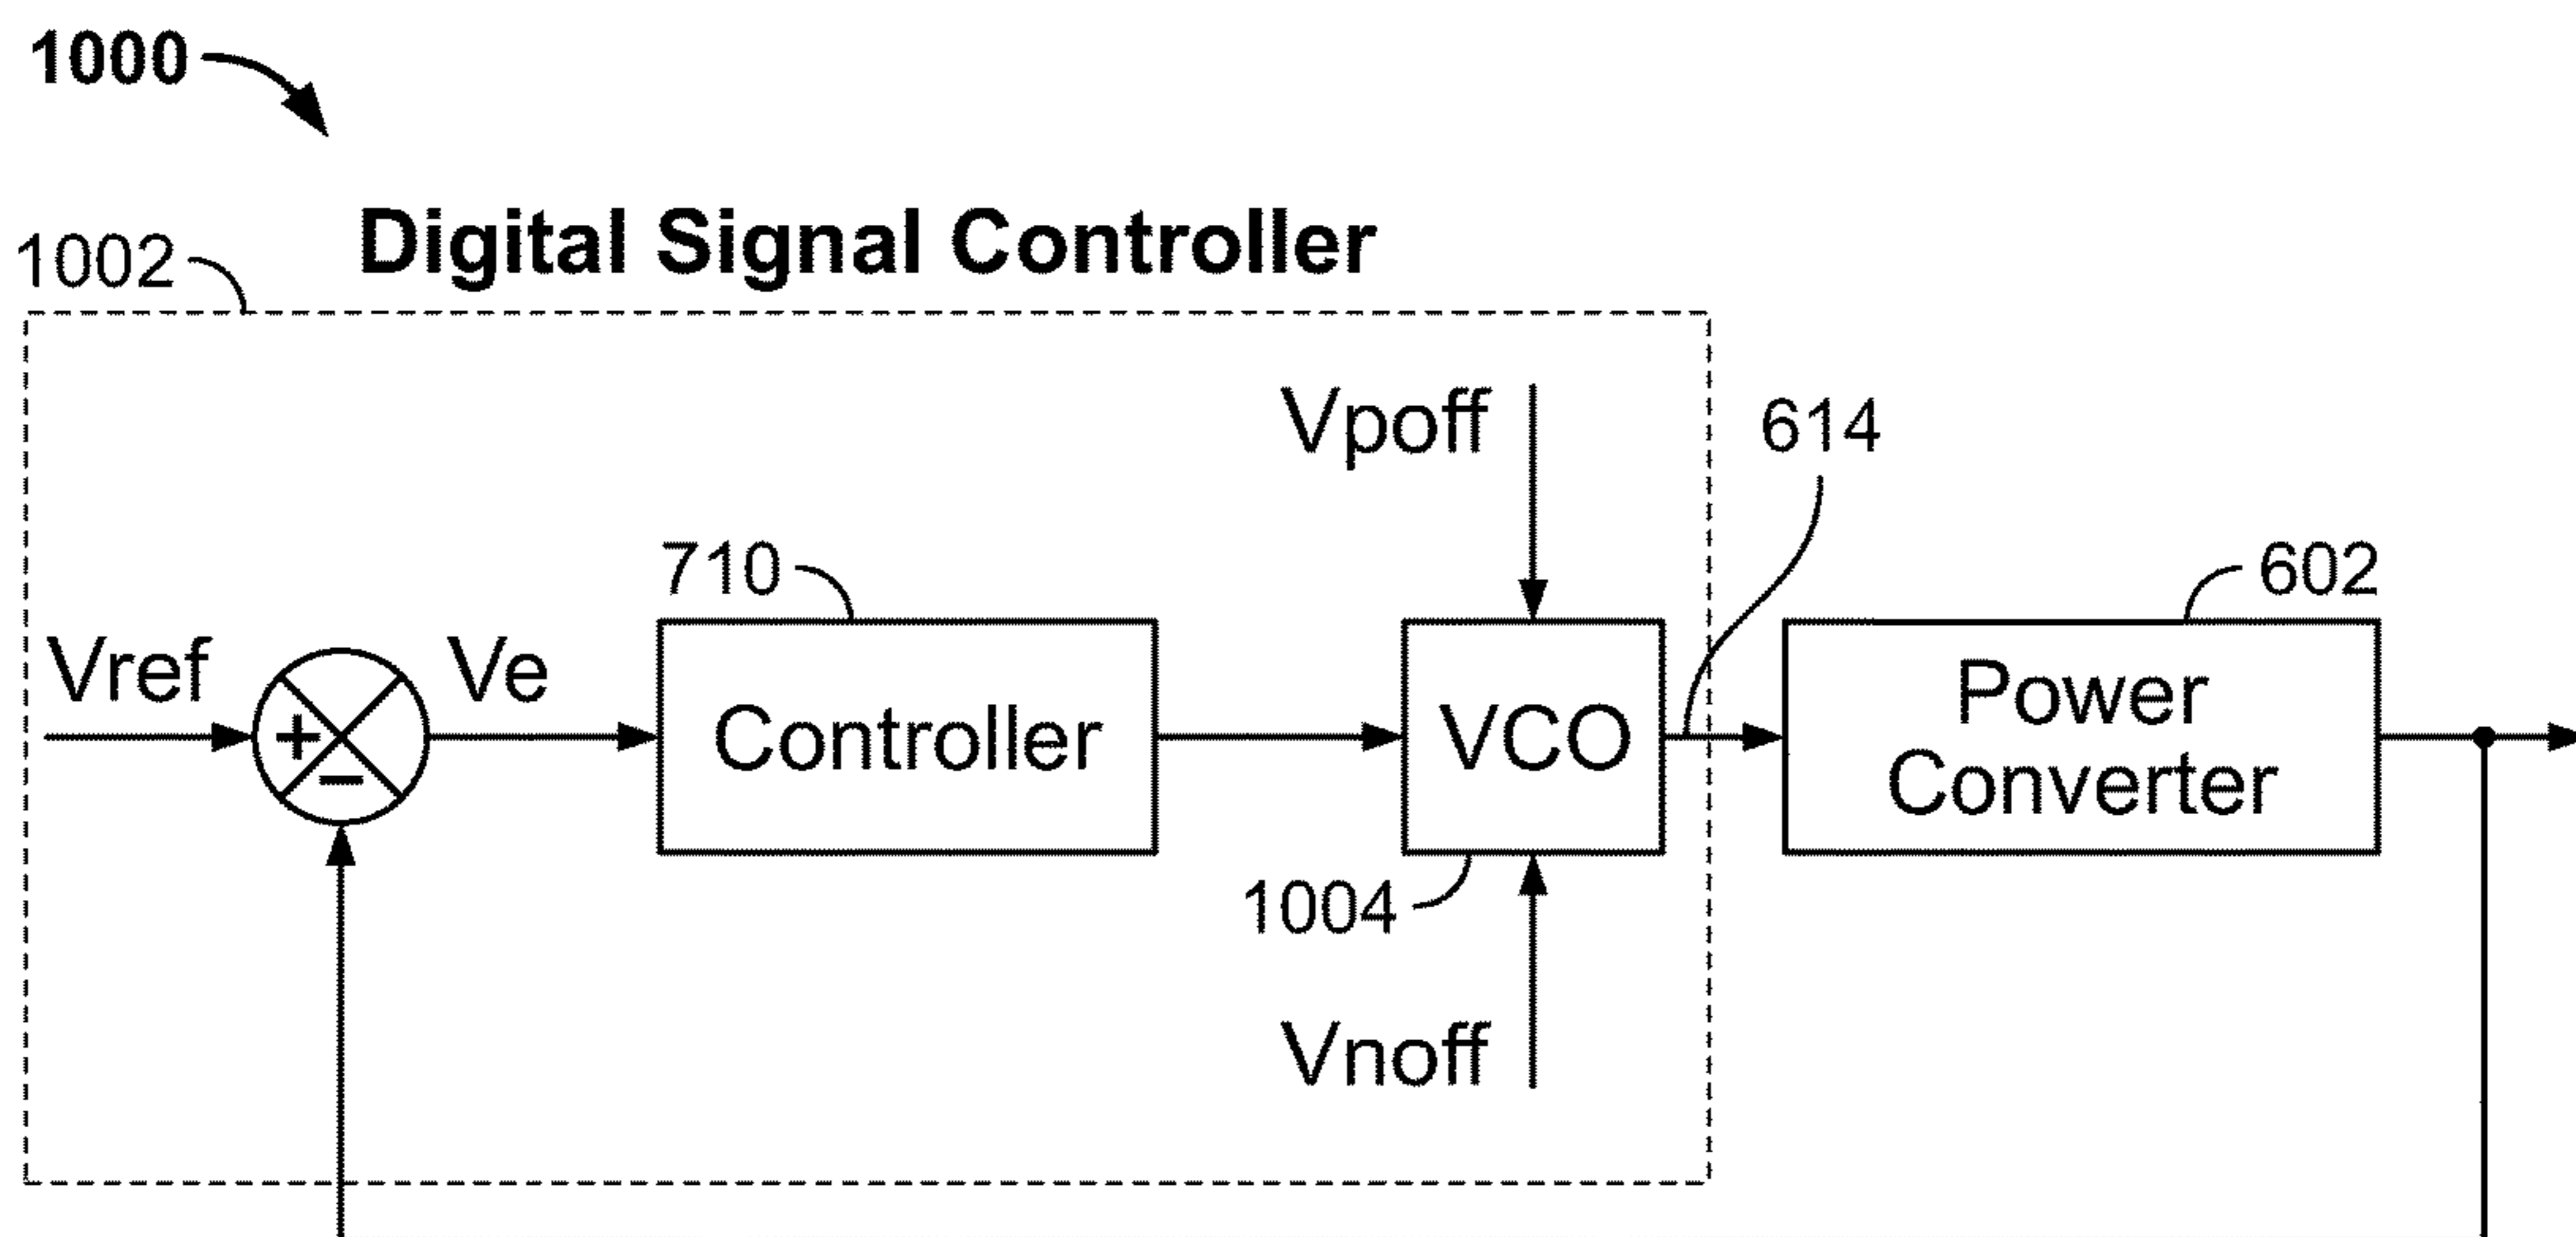 1000
Digital Signal Controller
1002
Vpoff
614
710
602
Vref
+
−
Ve
Controller
VCO
Power
Converter
1004
Vnoff